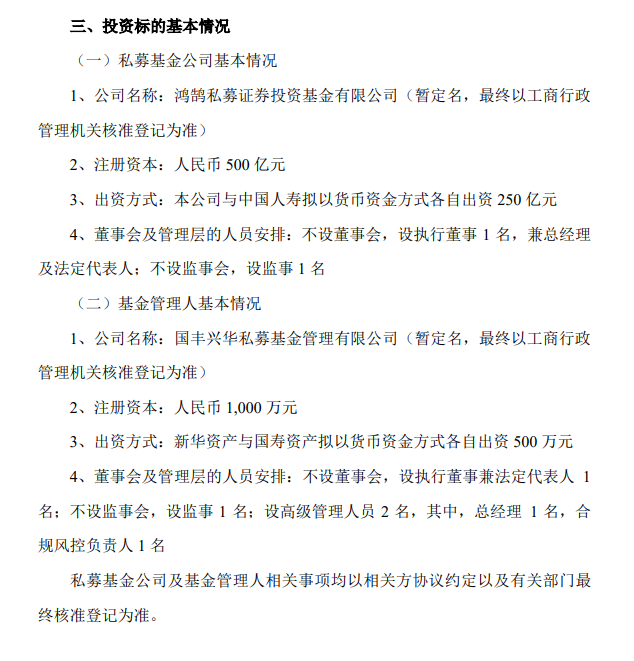 三、投资标的基本情况
（一）私募基金公司基本情况
1、公司名称：鸿鹄私募证券投资基金有限公司（暂定名，最终以工商行政
管理机关核准登记为准）
2、注册资本：人民币 500 亿元
3、出资方式：本公司与中国人寿拟以货币资金方式各自出资 250 亿元
4、董事会及管理层的人员安排：不设董事会，设执行董事 1 名，兼总经理
及法定代表人；不设监事会，设监事 1 名
（二）基金管理人基本情况
1、公司名称：国丰兴华私募基金管理有限公司（暂定名，最终以工商行政
管理机关核准登记为准）
2、注册资本：人民币 1,000 万元
3、出资方式：新华资产与国寿资产拟以货币资金方式各自出资 500 万元
4、董事会及管理层的人员安排：不设董事会，设执行董事兼法定代表人 1
名；不设监事会，设监事 1 名；设高级管理人员 2 名，其中，总经理 1 名，合
规风控负责人 1 名
私募基金公司及基金管理人相关事项均以相关方协议约定以及有关部门最
终核准登记为准。